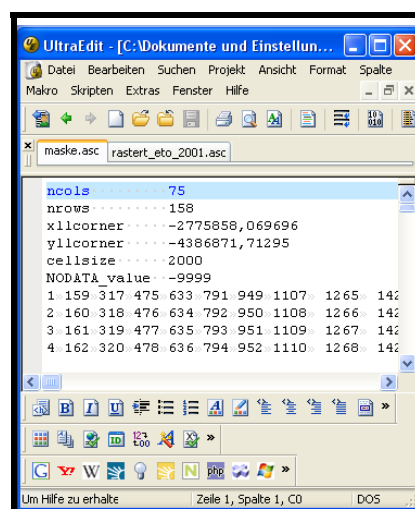 UltraEdit - [C:\Dokumente und Einstellun...
Datei Bearbeiten Suchen Projekt Ansicht Format Spalte
Makro Skripten Extras Fenster Hilfe
maske.asc rastert_eto_2001.asc
ncols 75
nrows 158
xllcorner -2775858,069696
yllcorner -4386871,71295
cellsize 2000
NODATA_value -9999
1 159 317 475 633 791 949 1107 1265 142
2 160 318 476 634 792 950 1108 1266 142
3 161 319 477 635 793 951 1109 1267 142
4 162 320 478 636 794 952 1110 1268 142
Um Hilfe zu erhalte Zeile 1, Spalte 1, C0 DOS